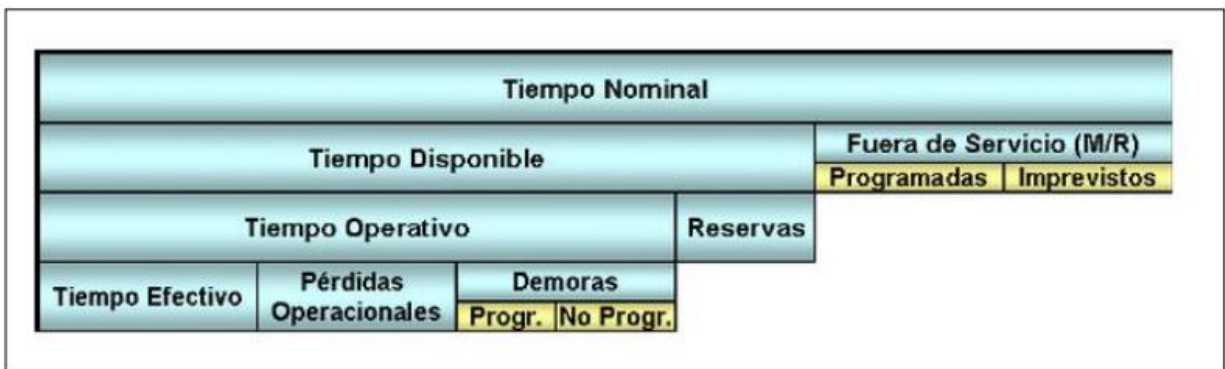 Tiempo Nominal
Tiempo Disponible
Fuera de Servicio (M/R)
Programadas
Imprevistos
Tiempo Operativo
Reservas
Tiempo Efectivo
Pérdidas
Operacionales
Demoras
Progr.
No Progr.